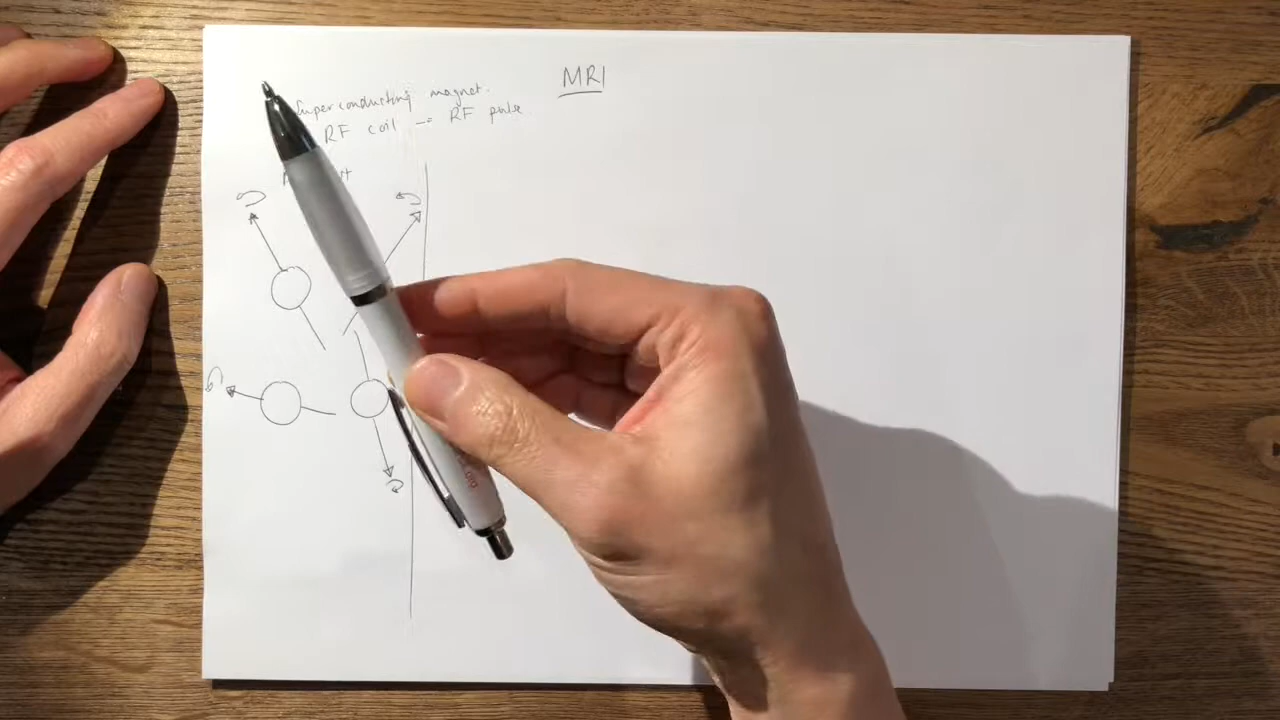 MRI
Superconducting magnet.
RF coil → RF pulse.